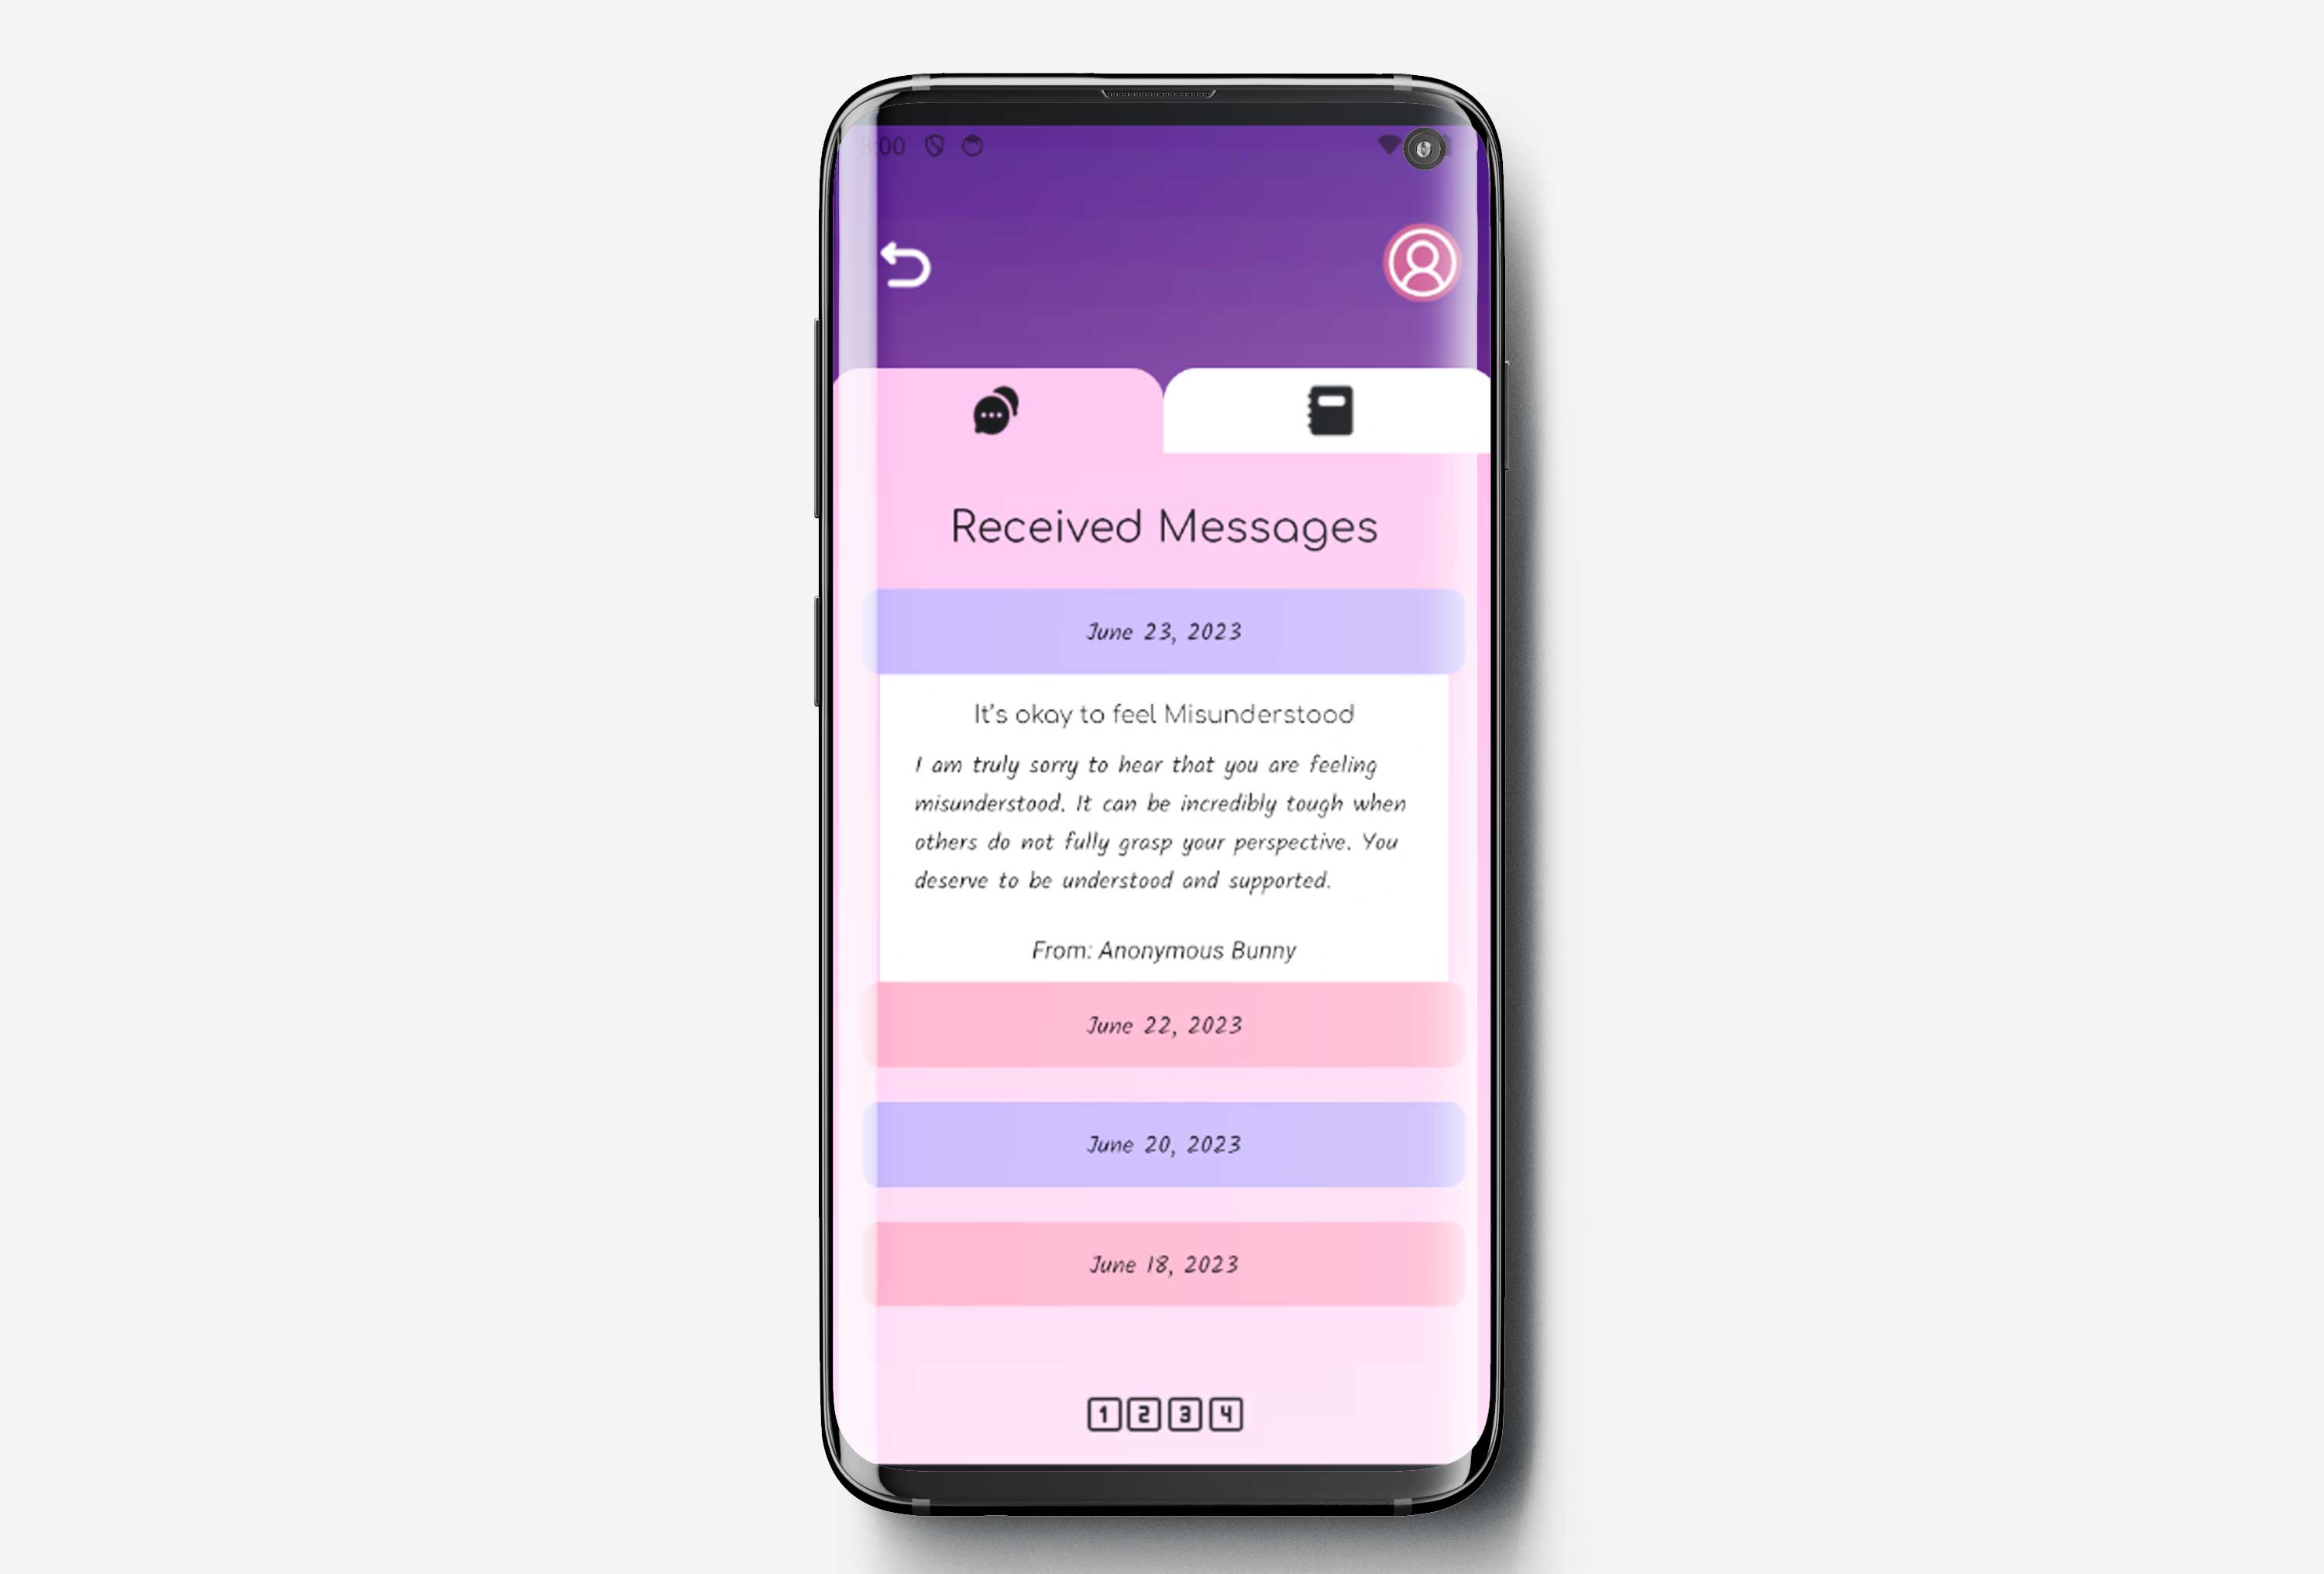 Received Messages
June 23, 2023
It's okay to feel Misunderstood
I am truly sorry to hear that you are feeling
misunderstood. It can be incredibly tough when
others do not fully grasp your perspective. You
deserve to be understood and supported.
From: Anonymous Bunny
June 22, 2023
June 20, 2023
June 18, 2023
1 2 3 4